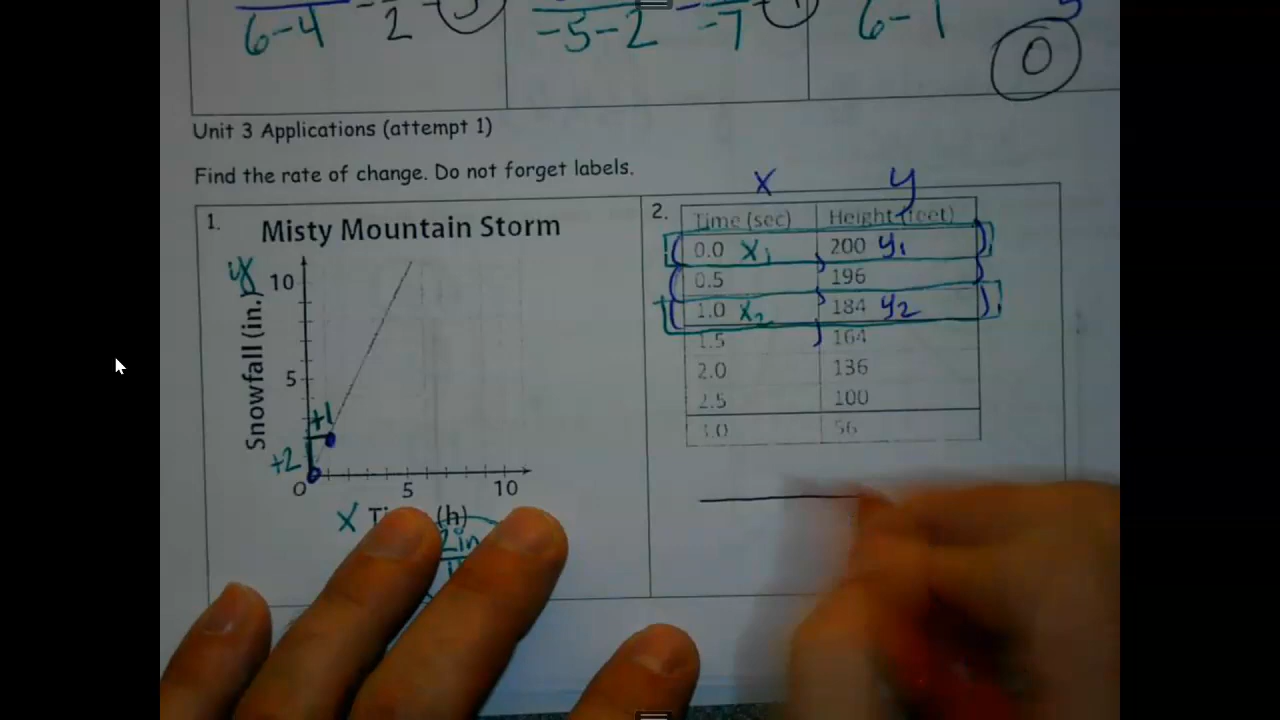 6-4 2
-5-2 -7
6-1
0
Unit 3 Applications (attempt 1)
Find the rate of change. Do not forget labels.
1.
Misty Mountain Storm
y
10
Snowfall (in.)
5
+1
+2
O 5 10
X (h)
2in
2.
x y
Time (sec) Height (feet)
0.0 x1 200 y1
0.5 196
1.0 x2 184 y2
1.5 164
2.0 136
2.5 100
3.0 56